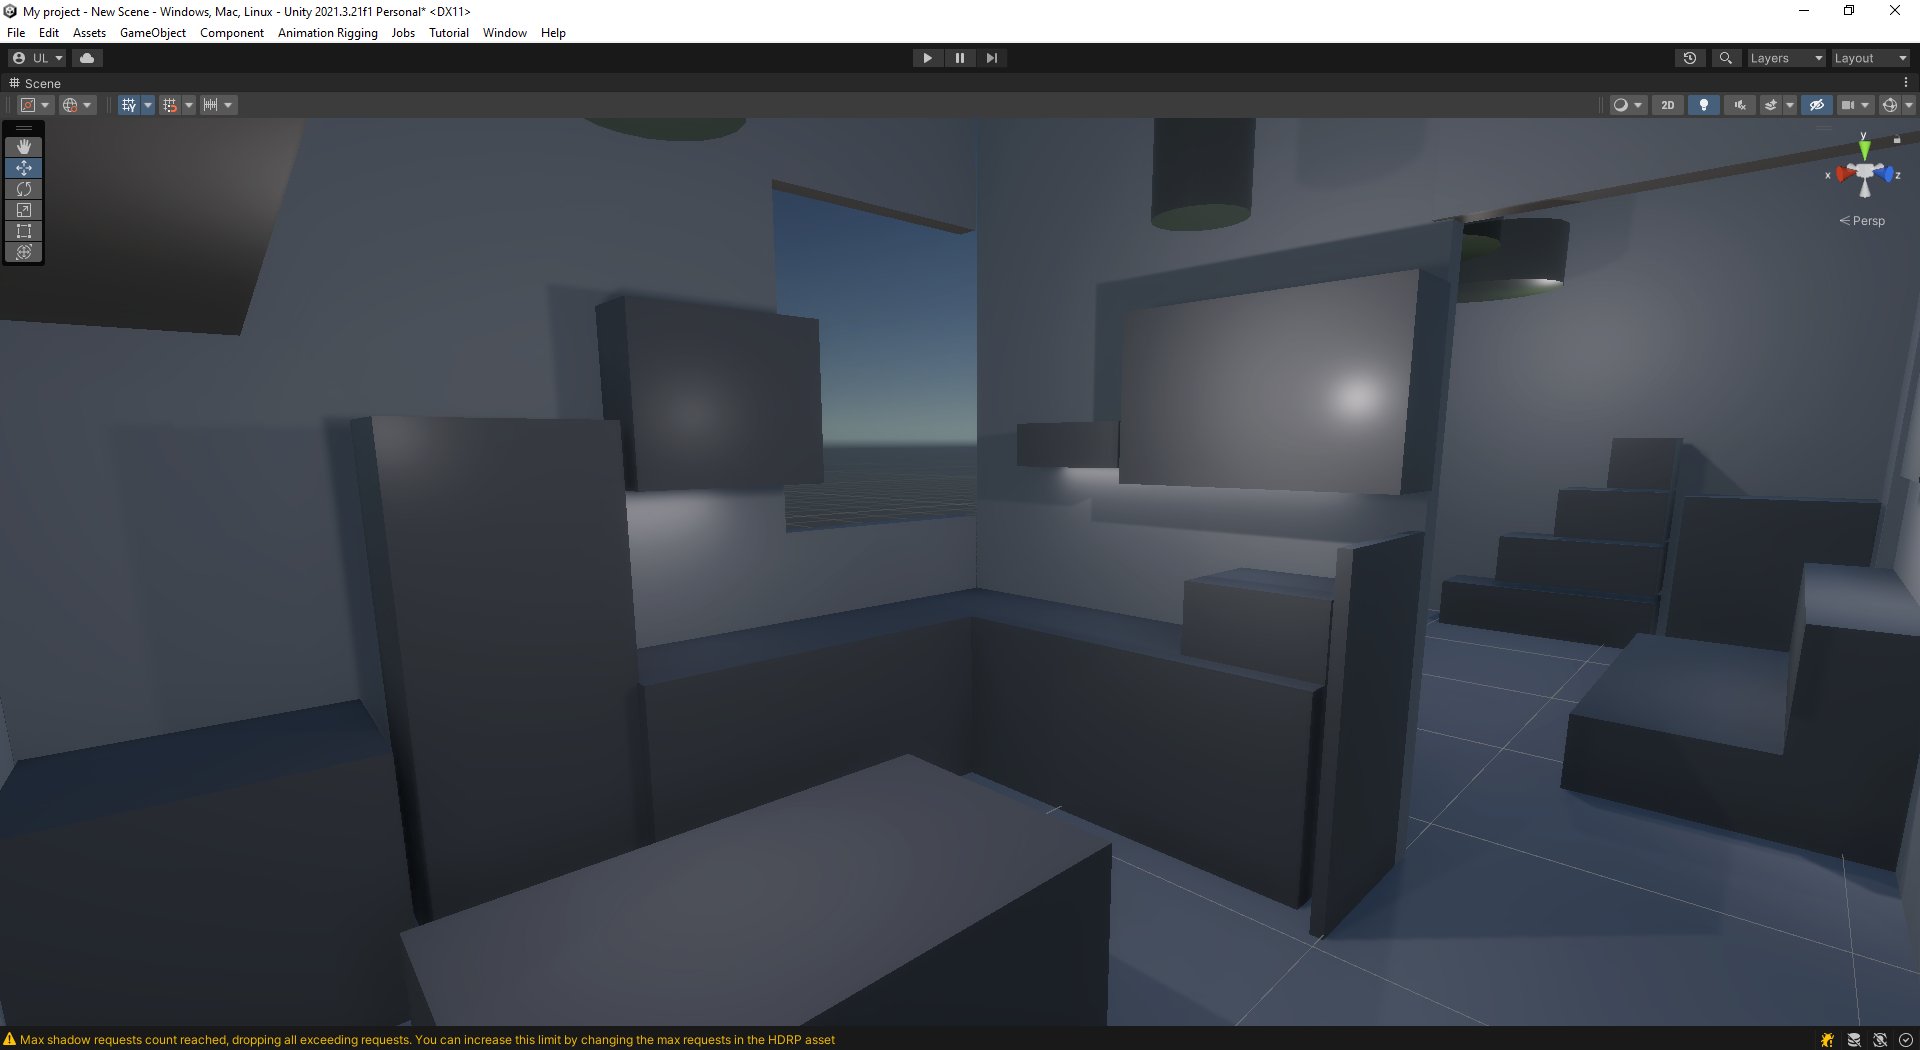 My project - New Scene - Windows, Mac, Linux - Unity 2021.3.21f1 Personal* <DX11>
File Edit Assets GameObject Component Animation Rigging Jobs Tutorial Window Help
UL Layers Layout
Scene
2D
y
x z
Persp
Max shadow requests count reached, dropping all exceeding requests. You can increase this limit by changing the max requests in the HDRP asset